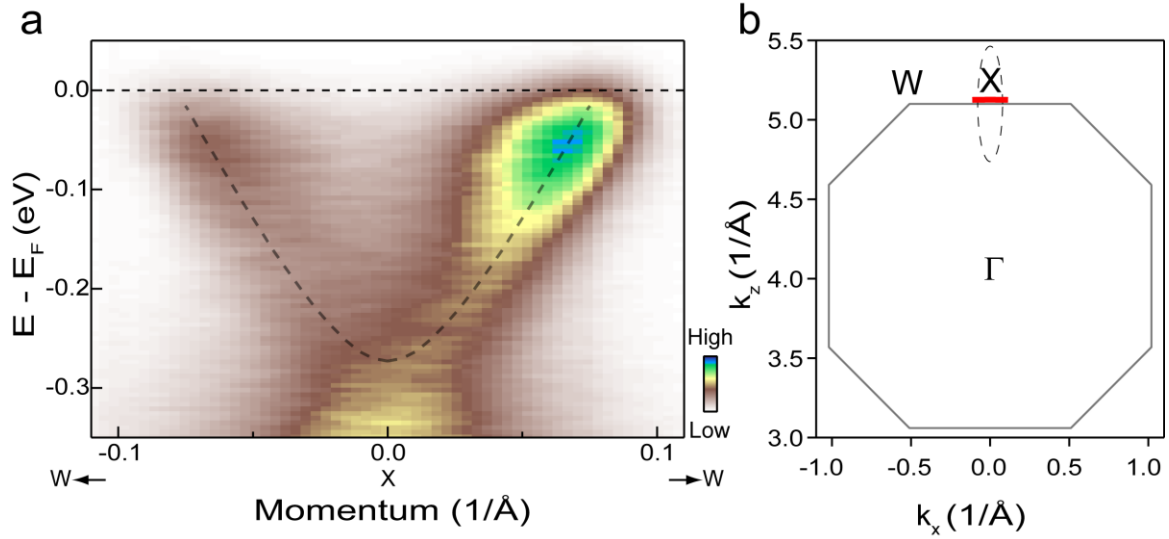 a
E - E_F (eV)
0.0
-0.1
-0.2
-0.3
-0.1
0.0
0.1
W
X
W
Momentum (1/Å)
High
Low
b
5.5
5.0
4.5
4.0
3.5
3.0
k_z (1/Å)
W
X
Γ
-1.0
-0.5
0.0
0.5
1.0
k_x (1/Å)